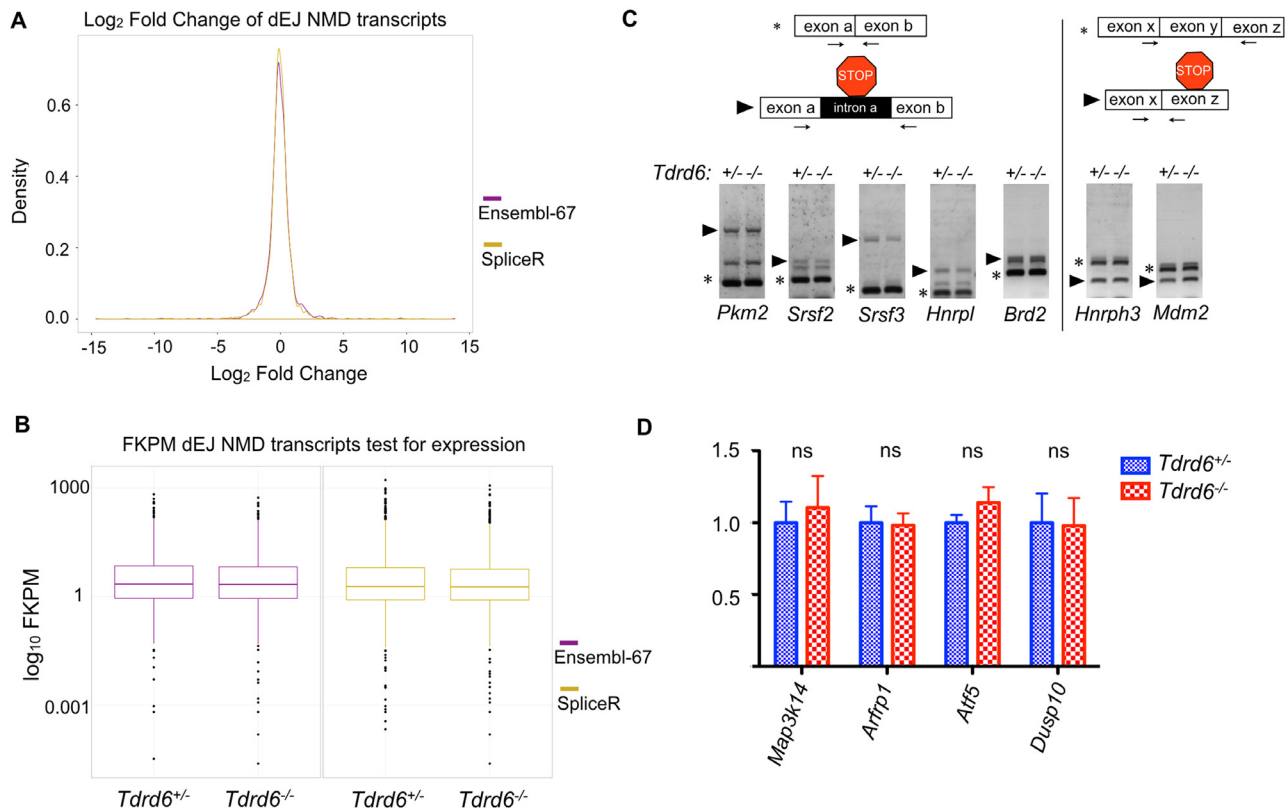 A
Log₂ Fold Change of dEJ NMD transcripts
Density
0.6
0.4
0.2
0.0
-15 -10 -5 0 5 10 15
Log₂ Fold Change
Ensembl-67
SpliceR
B
FKPM dEJ NMD transcripts test for expression
log₁₀ FKPM
1000
1
0.001
Tdrd6+/- Tdrd6-/- Tdrd6+/- Tdrd6-/-
Ensembl-67
SpliceR
C
* exon a exon b
STOP
exon a intron a exon b
* exon x exon y exon z
STOP
exon x exon z
Tdrd6: +/- -/- +/- -/- +/- -/- +/- -/- +/- -/- +/- -/- +/- -/-
* * * * * * *
Pkm2 Srsf2 Srsf3 Hnrpl Brd2 Hnrph3 Mdm2
D
1.5
1.0
0.5
ns ns ns ns
Map3k14 Arfrp1 Atf5 Dusp10
Tdrd6+/-
Tdrd6-/-